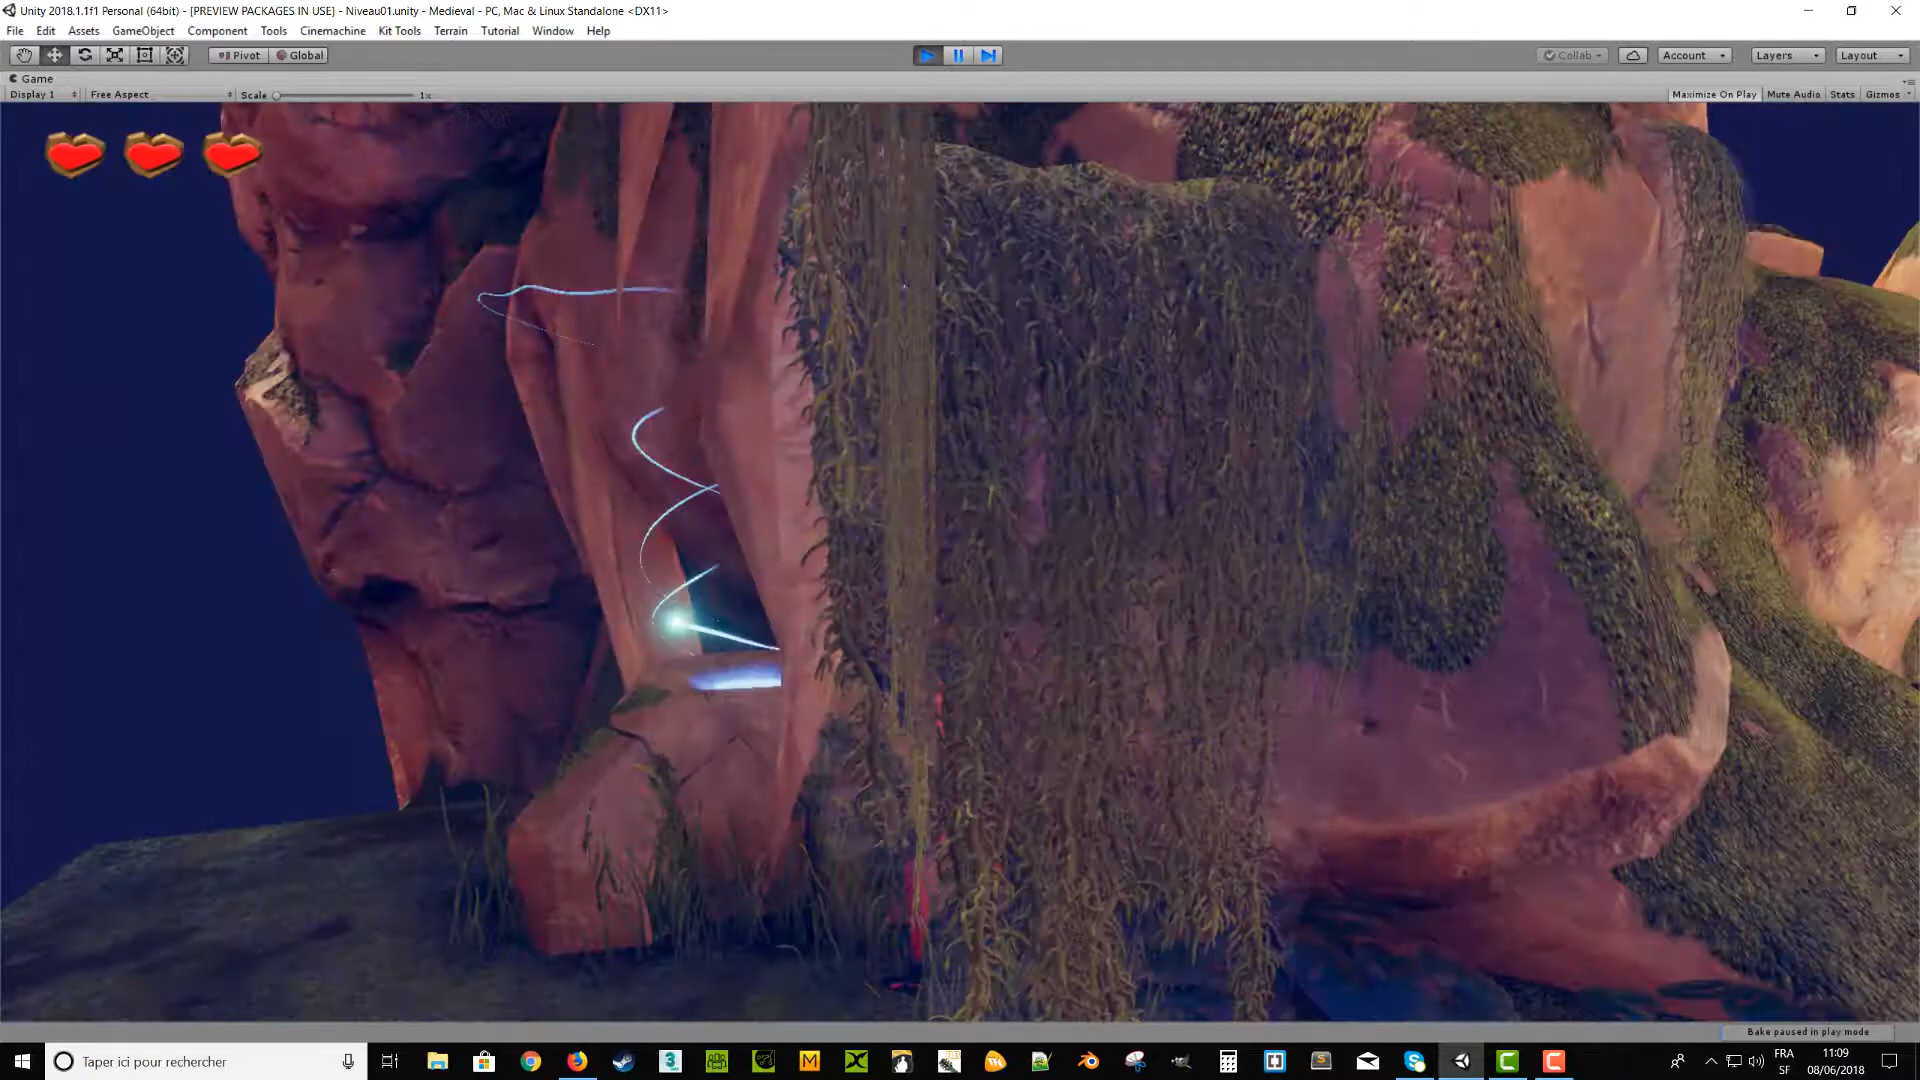 Unity 2018.1.1f1 Personal (64bit) - [PREVIEW PACKAGES IN USE] - Niveau01.unity - Medieval - PC, Mac & Linux Standalone <DX11>
File Edit Assets GameObject Component Tools Cinemachine Kit Tools Terrain Tutorial Window Help
Pivot Global Collab Account Layers Layout
Game
Display 1 Free Aspect Scale 1x Maximize On Play Mute Audio Stats Gizmos
Bake paused in play mode
Taper ici pour rechercher
FRA 11:09
SF 08/06/2018